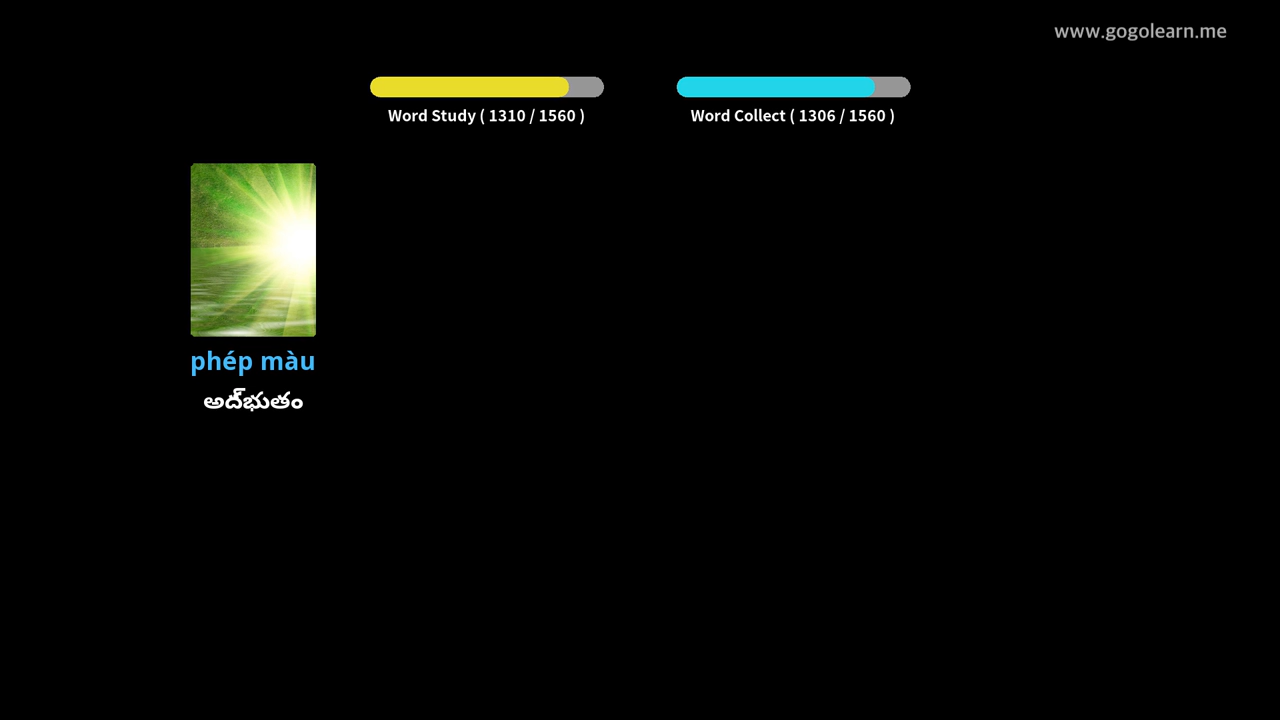 www.gogolearn.me
Word Study ( 1310 / 1560 )
Word Collect ( 1306 / 1560 )
phép màu
అద్భుతం